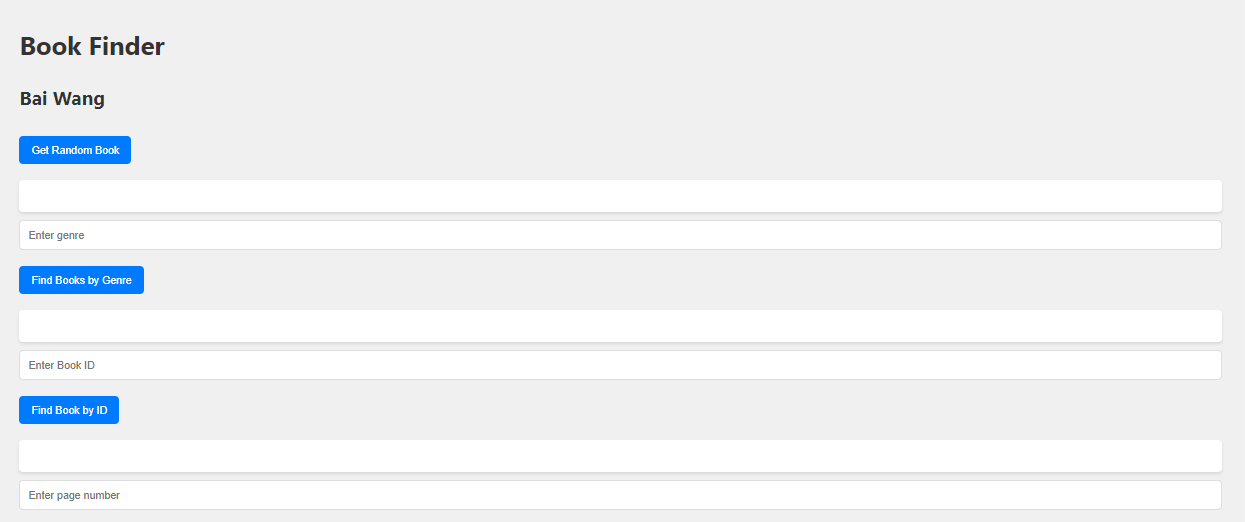 Book Finder
Bai Wang
Get Random Book
Enter genre
Find Books by Genre
Enter Book ID
Find Book by ID
Enter page number